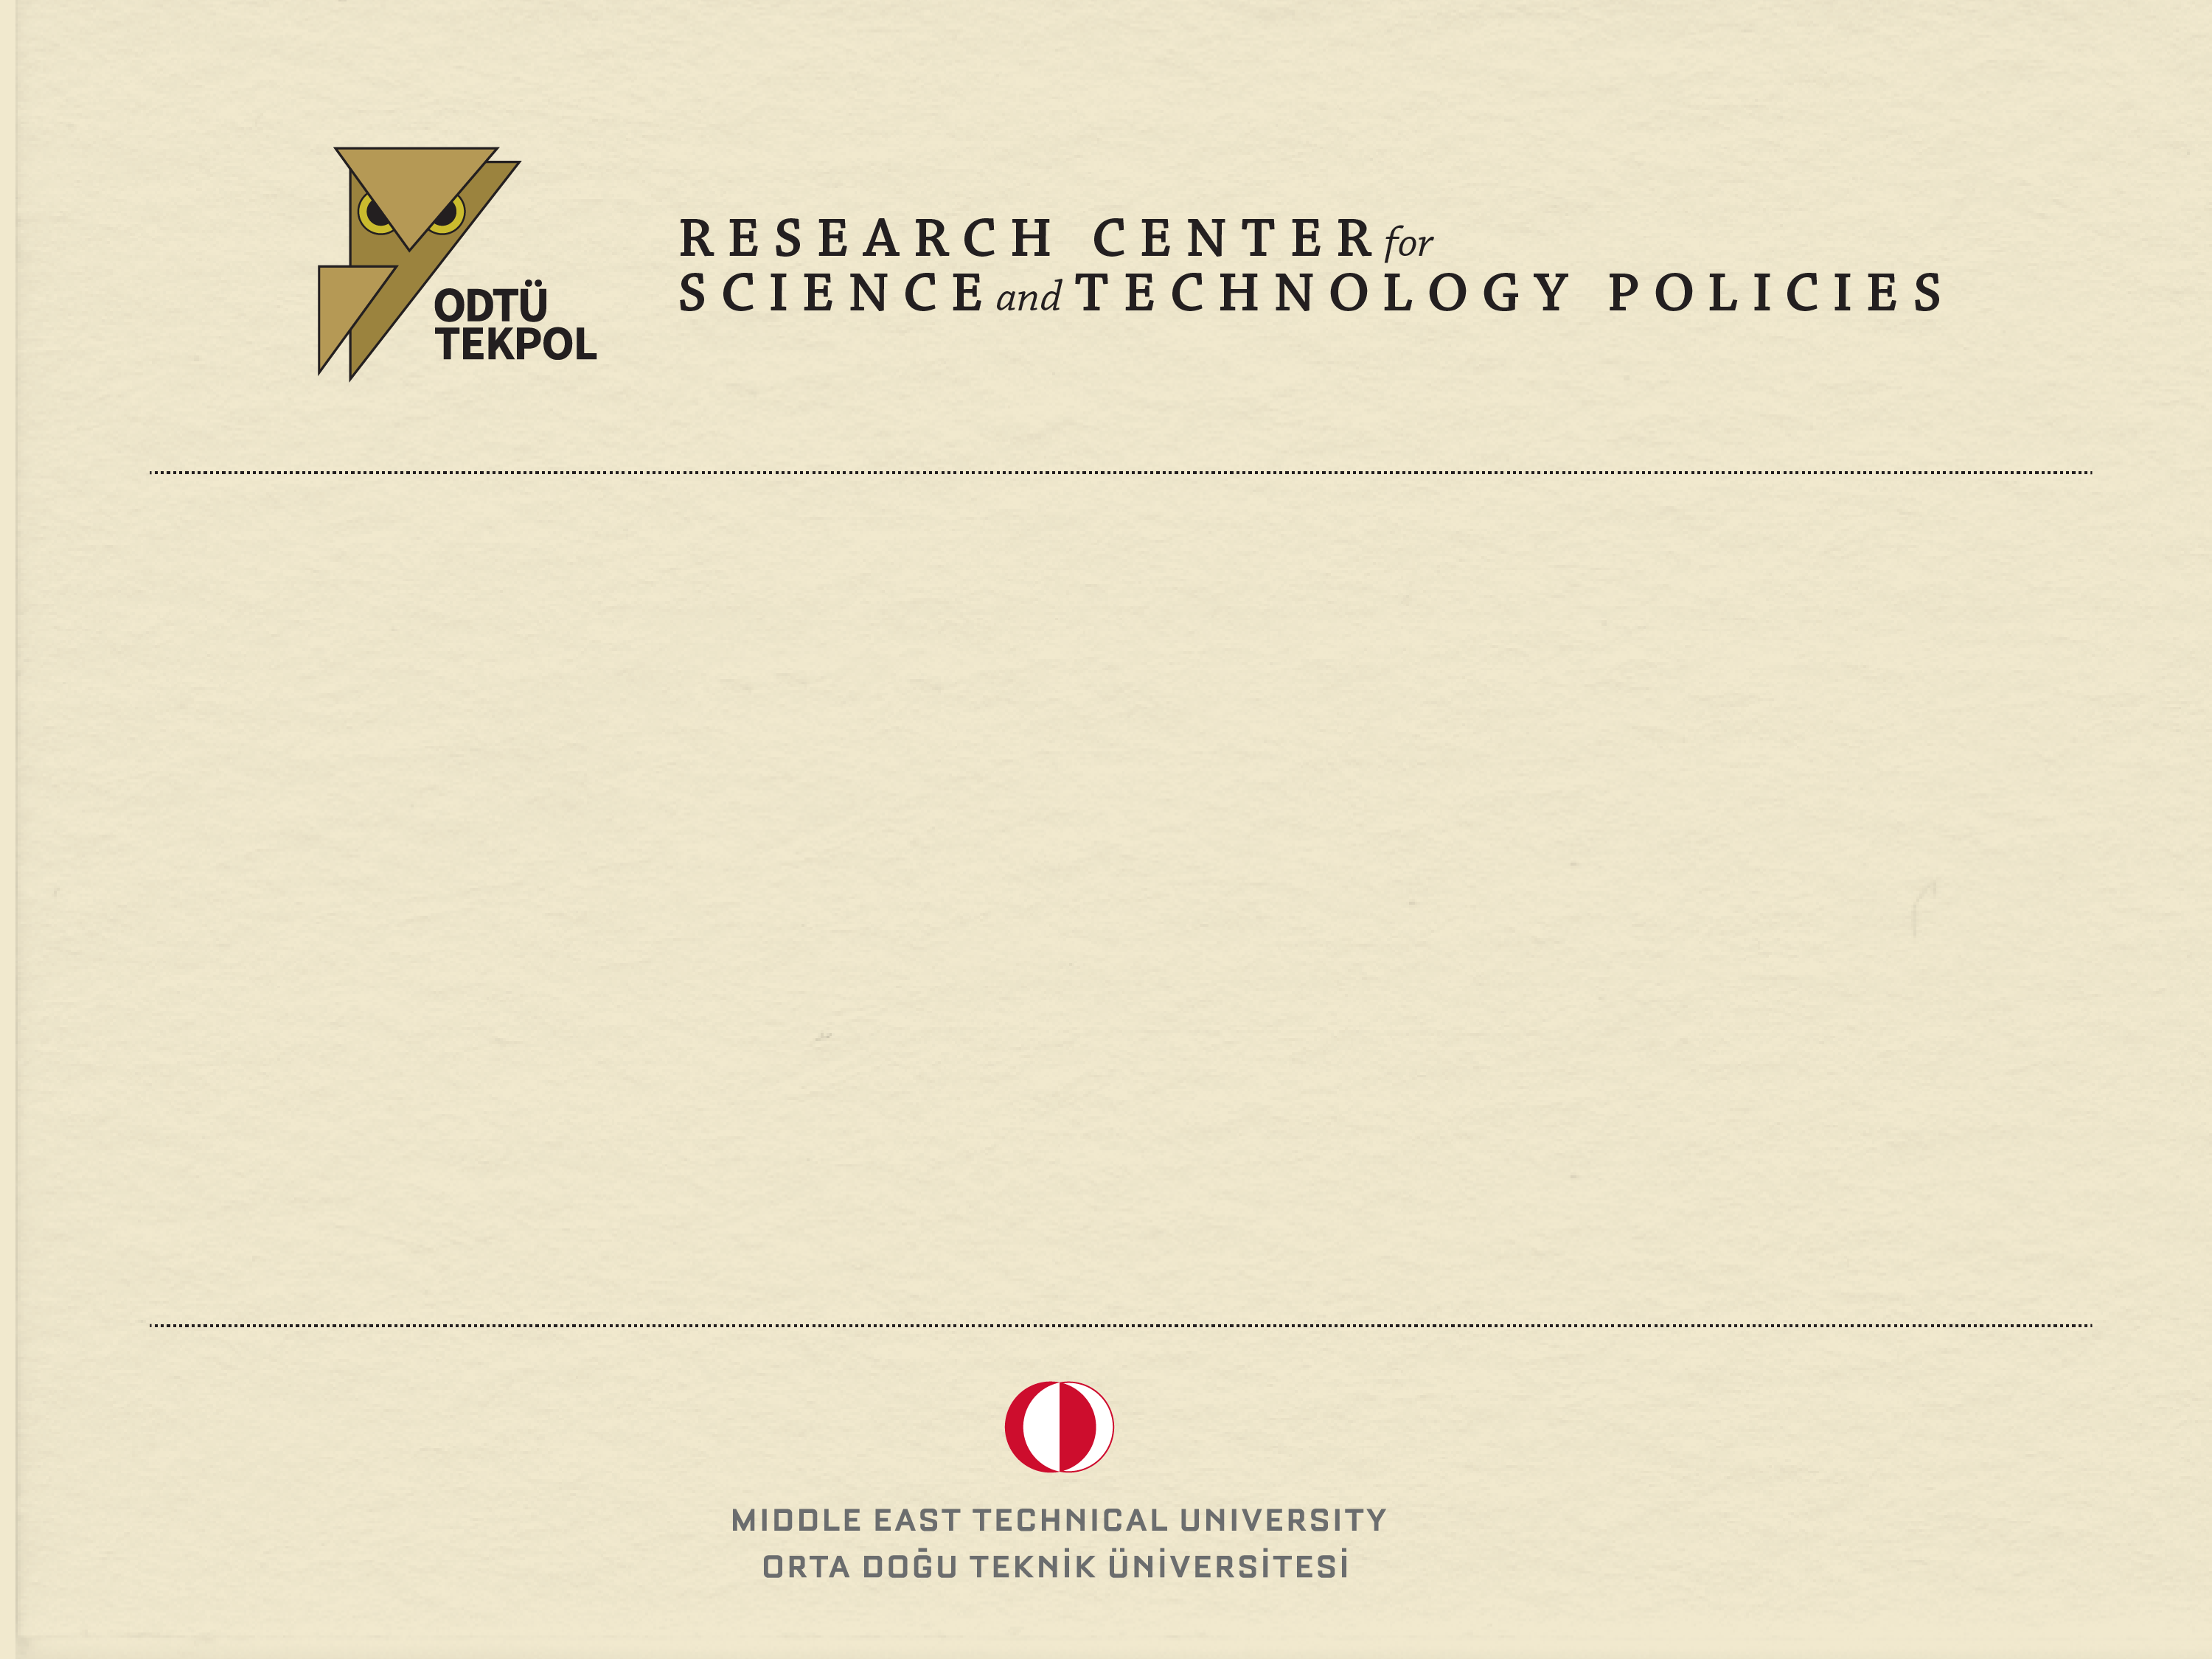 ODTÜ
TEKPOL
RESEARCH CENTER for
SCIENCE and TECHNOLOGY POLICIES
MIDDLE EAST TECHNICAL UNIVERSITY
ORTA DOĞU TEKNİK ÜNİVERSİTESİ